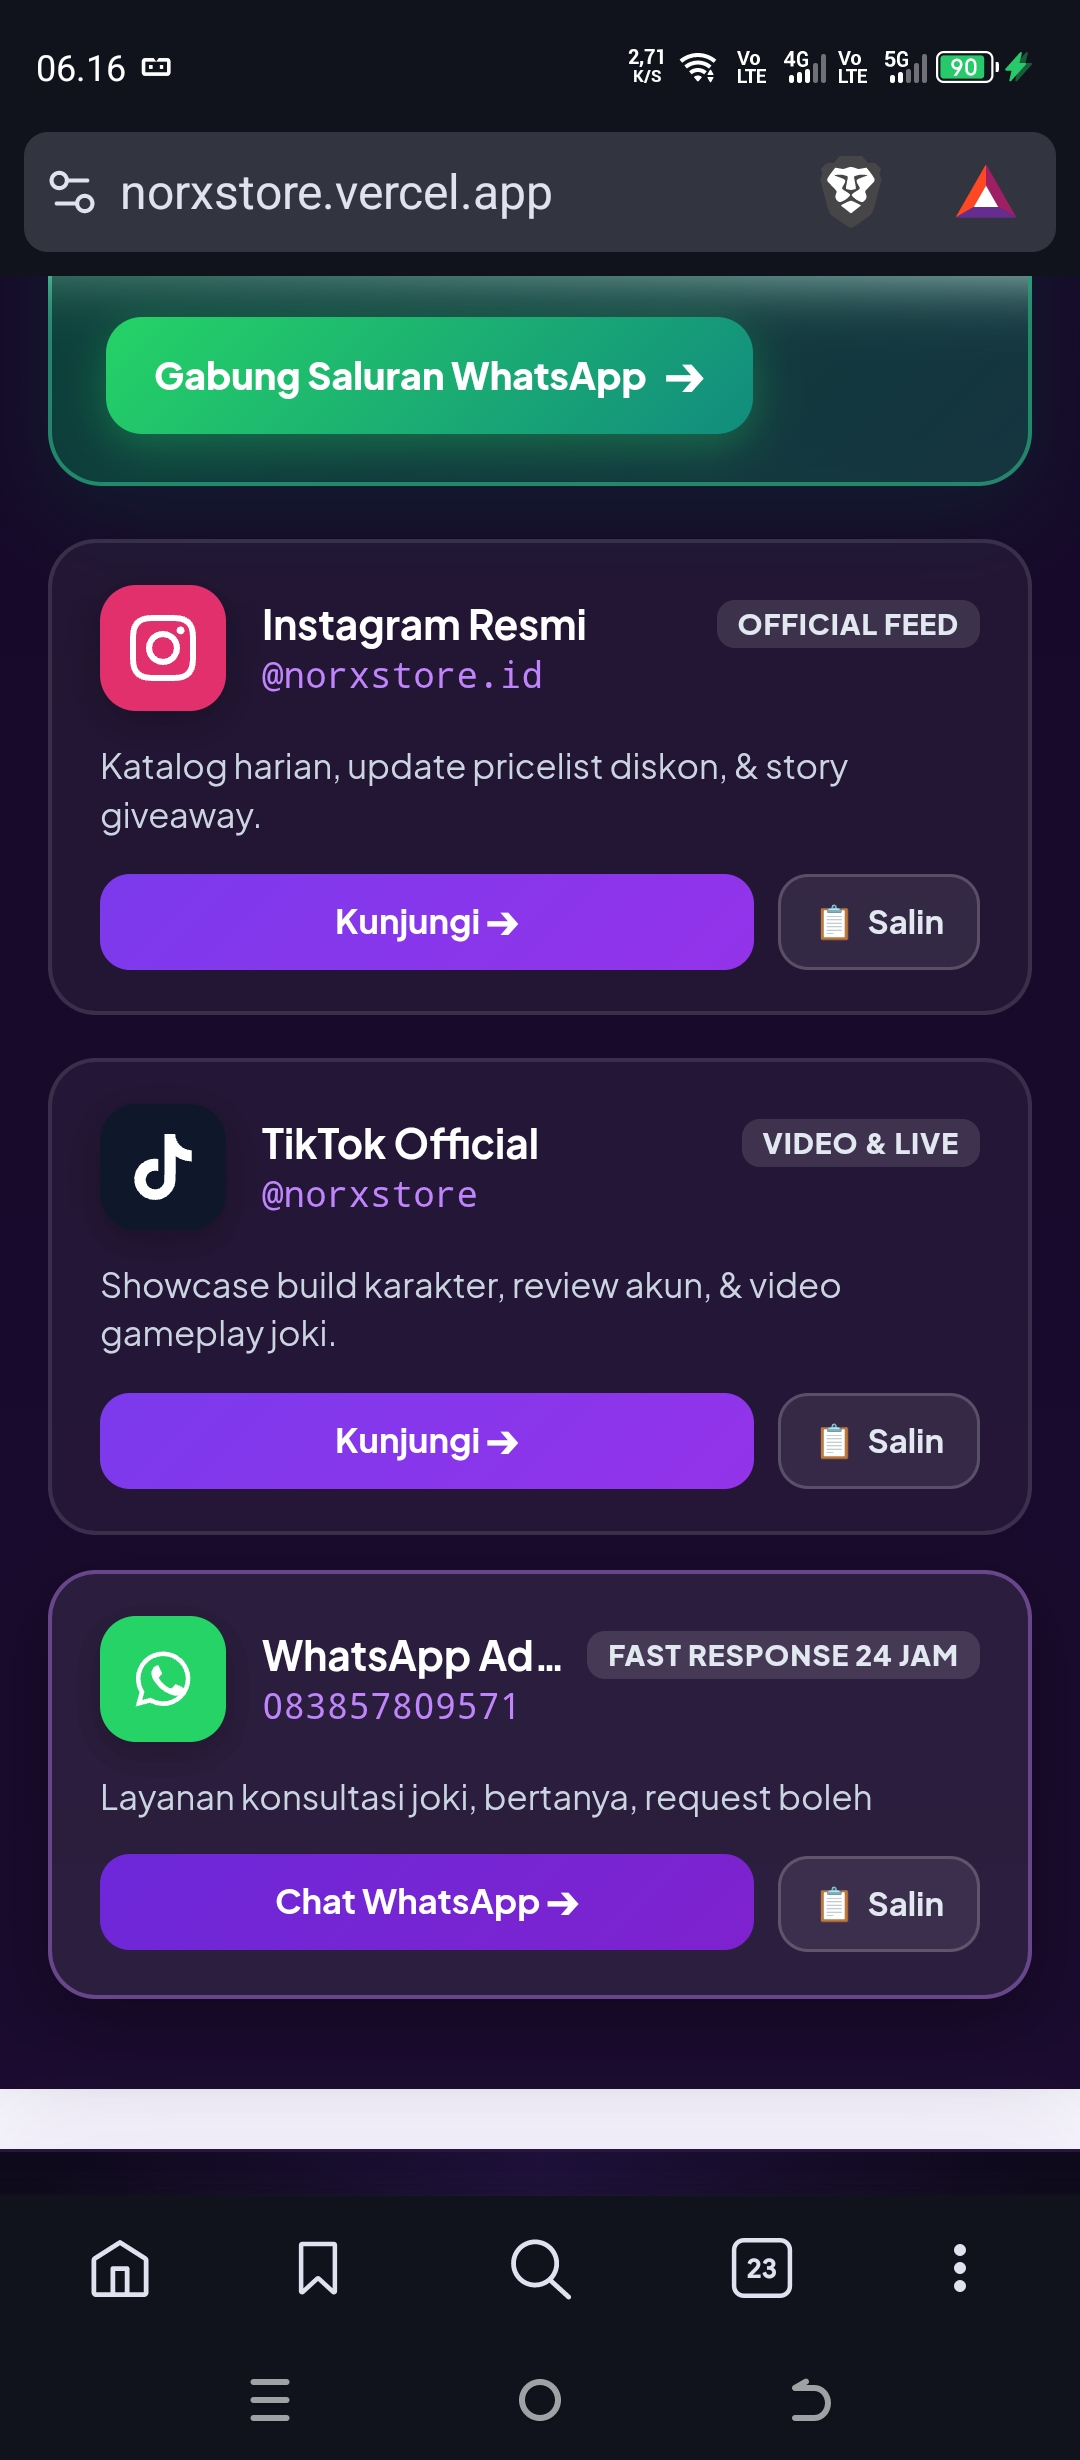 06.16
2,71
K/S
Vo
LTE
4G
Vo
LTE
5G
90
norxstore.vercel.app
Gabung Saluran WhatsApp →
Instagram Resmi
OFFICIAL FEED
@norxstore.id
Katalog harian, update pricelist diskon, & story
giveaway.
Kunjungi →
📋 Salin
TikTok Official
VIDEO & LIVE
@norxstore
Showcase build karakter, review akun, & video
gameplay joki.
Kunjungi →
📋 Salin
WhatsApp Ad...
FAST RESPONSE 24 JAM
083857809571
Layanan konsultasi joki, bertanya, request boleh
Chat WhatsApp →
📋 Salin
23